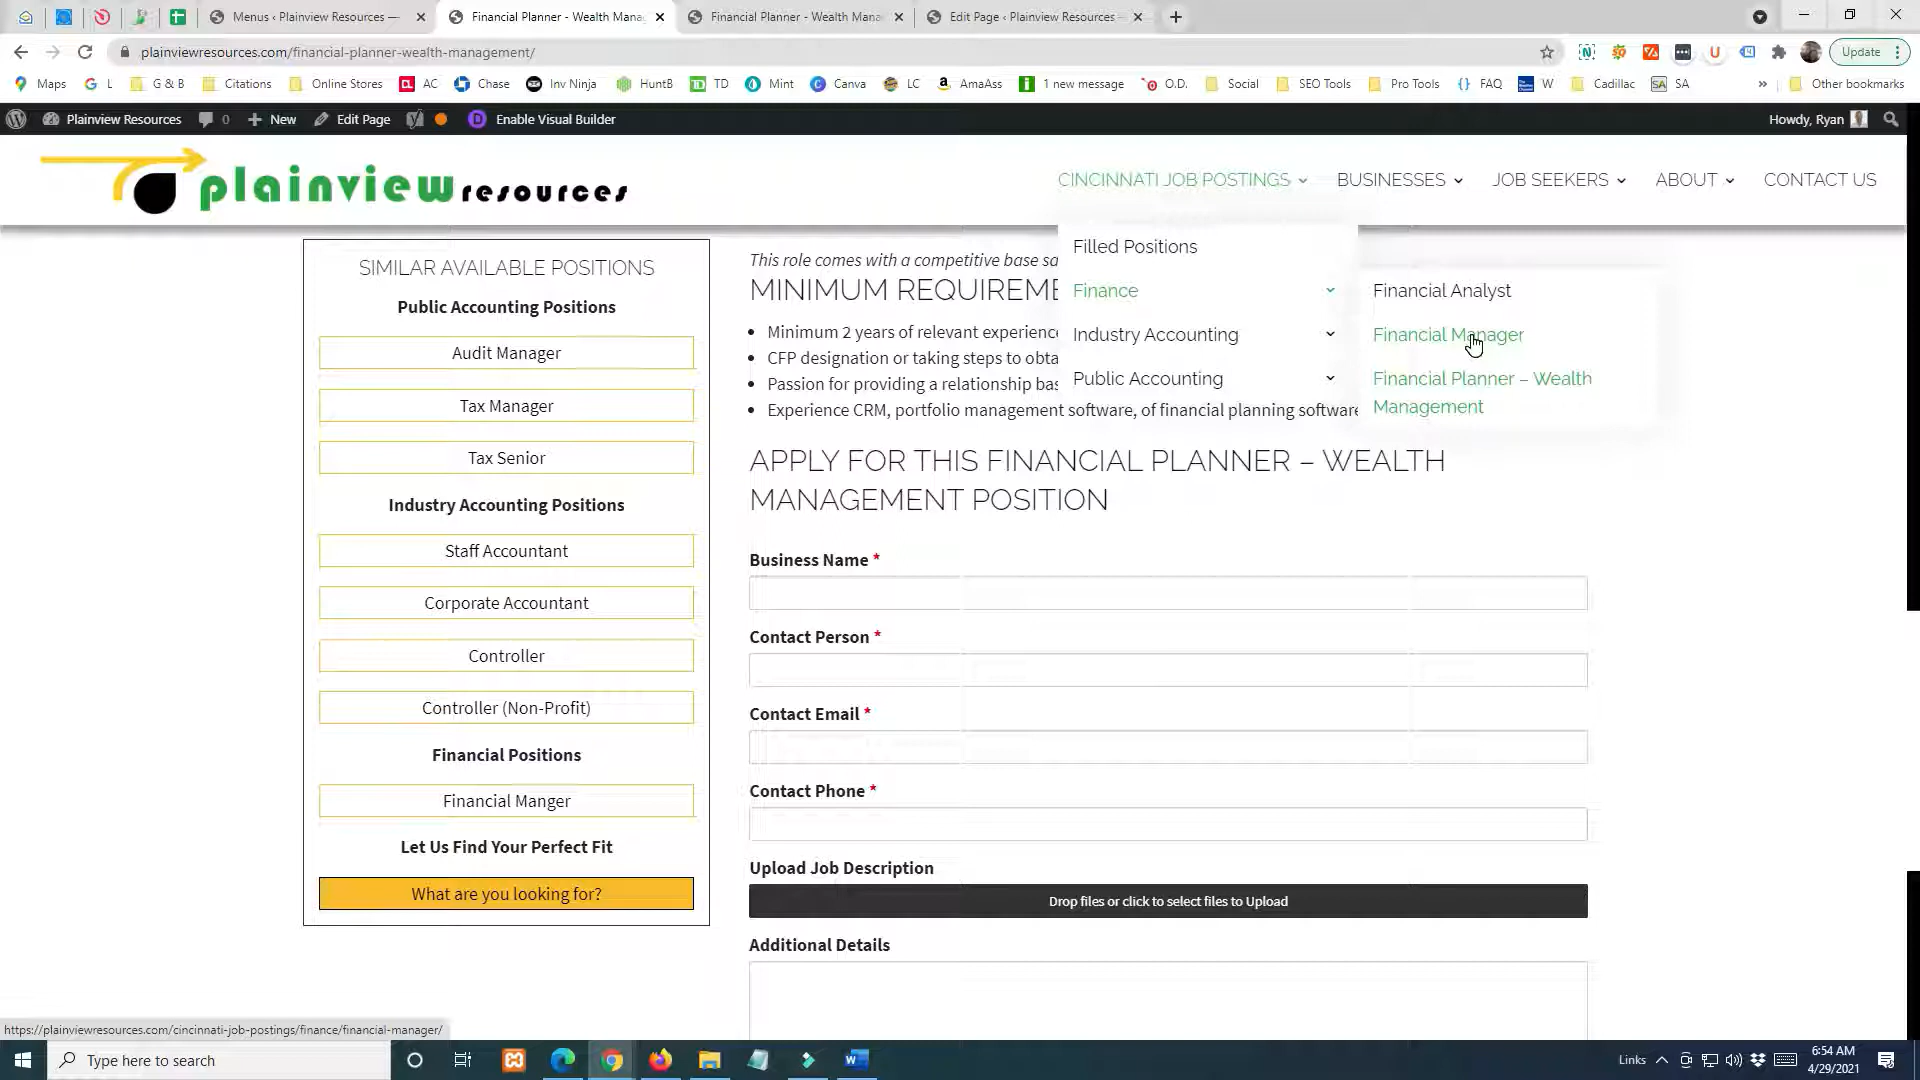 Menus ‹ Plainview Resources —
Financial Planner - Wealth Mana
Financial Planner - Wealth Mana
Edit Page ‹ Plainview Resources –
plainviewresources.com/financial-planner-wealth-management/
Update
Maps
L
G & B
Citations
Online Stores
AC
Chase
Inv Ninja
HuntB
TD
Mint
Canva
LC
AmaAss
1 new message
O.D.
Social
SEO Tools
Pro Tools
FAQ
W
Cadillac
SA
Other bookmarks
Plainview Resources
0
New
Edit Page
Enable Visual Builder
Howdy, Ryan
plainview resources
CINCINNATI JOB POSTINGS
BUSINESSES
JOB SEEKERS
ABOUT
CONTACT US
Filled Positions
Finance
Industry Accounting
Public Accounting
Financial Analyst
Financial Manager
Financial Planner – Wealth
Management
SIMILAR AVAILABLE POSITIONS
Public Accounting Positions
Audit Manager
Tax Manager
Tax Senior
Industry Accounting Positions
Staff Accountant
Corporate Accountant
Controller
Controller (Non-Profit)
Financial Positions
Financial Manger
Let Us Find Your Perfect Fit
What are you looking for?
This role comes with a competitive base sa
MINIMUM REQUIREME
Minimum 2 years of relevant experience
CFP designation or taking steps to obta
Passion for providing a relationship bas
Experience CRM, portfolio management software, of financial planning software
APPLY FOR THIS FINANCIAL PLANNER – WEALTH
MANAGEMENT POSITION
Business Name *
Contact Person *
Contact Email *
Contact Phone *
Upload Job Description
Drop files or click to select files to Upload
Additional Details
https://plainviewresources.com/cincinnati-job-postings/finance/financial-manager/
Type here to search
Links
6:54 AM
4/29/2021